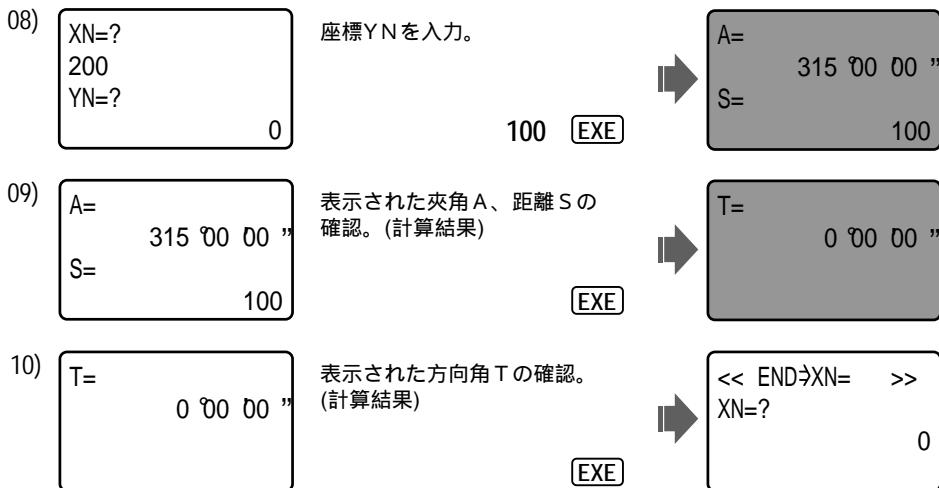 08)
XN=?
200
YN=?
0
座標YNを入力。
100 EXE
A=
315 °00 ′00 ”
S=
100
09)
A=
315 °00 ′00 ”
S=
100
表示された夾角A、距離Sの
確認。(計算結果)
EXE
T=
0 °00 ′00 ”
10)
T=
0 °00 ′00 ”
表示された方向角Tの確認。
(計算結果)
EXE
<< END⇒XN= >>
XN=?
0